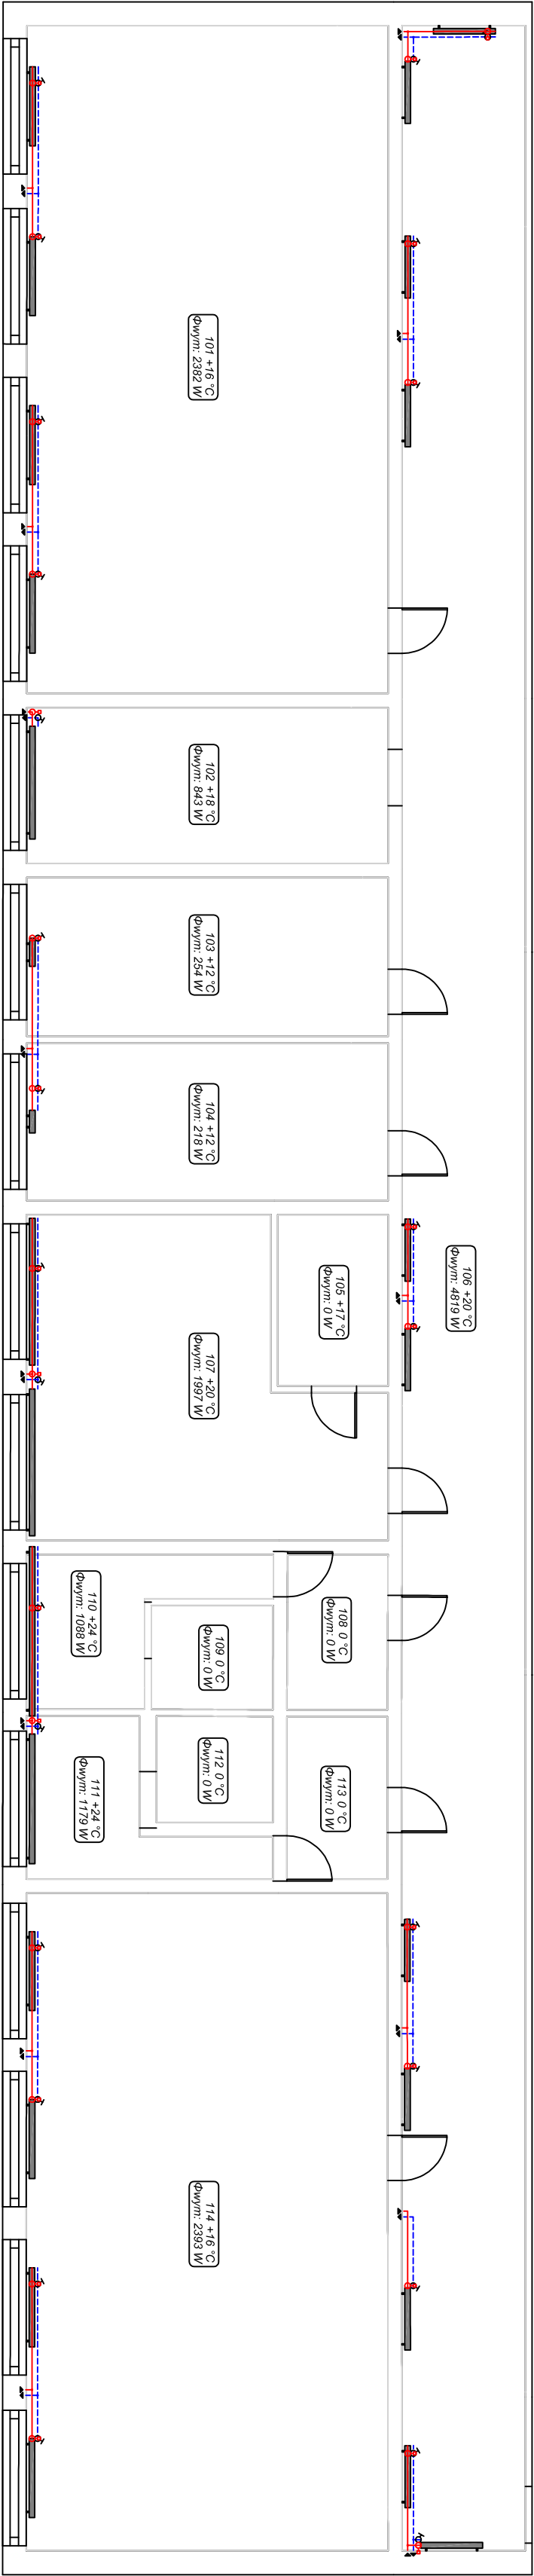 101 +16 °C
Φwym: 2382 W
102 +18 °C
Φwym: 843 W
103 +12 °C
Φwym: 254 W
104 +12 °C
Φwym: 218 W
105 +17 °C
Φwym: 0 W
106 +20 °C
Φwym: 4819 W
107 +20 °C
Φwym: 1997 W
108 0 °C
Φwym: 0 W
109 0 °C
Φwym: 0 W
110 +24 °C
Φwym: 1088 W
111 +24 °C
Φwym: 1179 W
112 0 °C
Φwym: 0 W
113 0 °C
Φwym: 0 W
114 +16 °C
Φwym: 2393 W